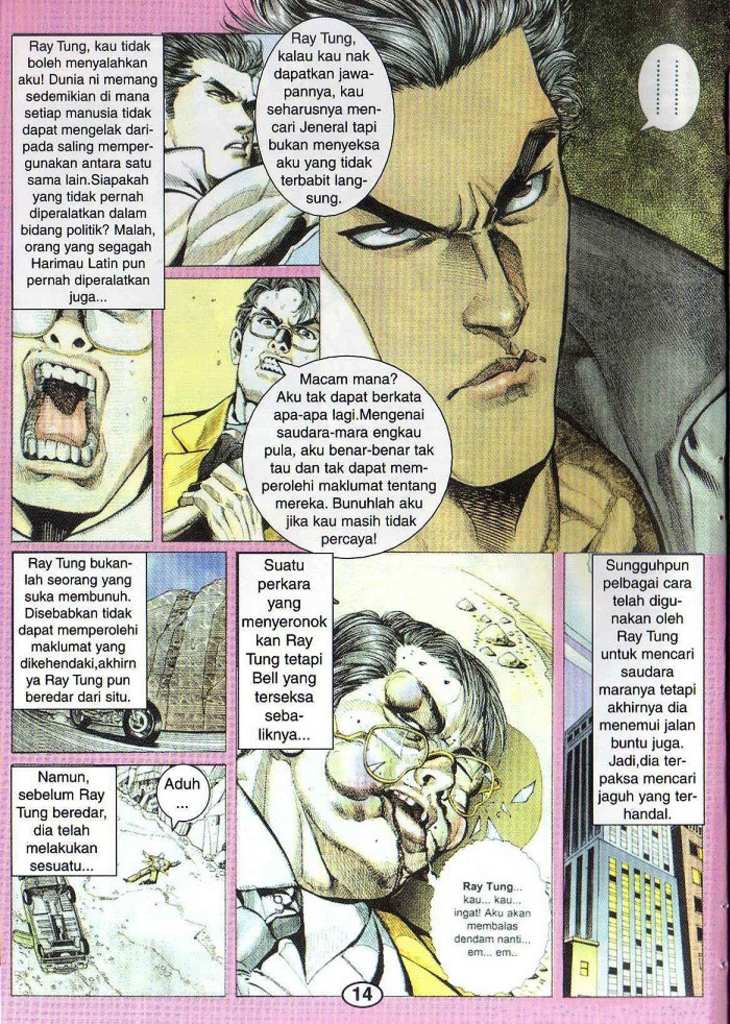 Ray Tung, kau tidak
boleh menyalahkan
aku! Dunia ni memang
sedemikian di mana
setiap manusia tidak
dapat mengelak dari-
pada saling memper-
gunakan antara satu
sama lain.Siapakah
yang tidak pernah
diperalatkan dalam
bidang politik? Malah,
orang yang segagah
Harimau Latin pun
pernah diperalatkan
juga...
Ray Tung,
kalau kau nak
dapatkan jawa-
pannya, kau
seharusnya men-
cari Jeneral tapi
bukan menyeksa
aku yang tidak
terbabit lang-
sung.
Macam mana?
Aku tak dapat berkata
apa-apa lagi.Mengenai
saudara-mara engkau
pula, aku benar-benar tak
tau dan tak dapat mem-
perolehi maklumat tentang
mereka. Bunuhlah aku
jika kau masih tidak
percaya!
Ray Tung bukan-
lah seorang yang
suka membunuh.
Disebabkan tidak
dapat memperolehi
maklumat yang
dikehendaki,akhirn
ya Ray Tung pun
beredar dari situ.
Namun,
sebelum Ray
Tung beredar,
dia telah
melakukan
sesuatu...
Aduh
...
Suatu
perkara
yang
menyeronok
kan Ray
Tung tetapi
Bell yang
terseksa
seba-
liknya...
Ray Tung...
kau... kau...
ingat! Aku akan
membalas
dendam nanti...
em... em..
Sungguhpun
pelbagai cara
telah digu-
nakan oleh
Ray Tung
untuk mencari
saudara
maranya tetapi
akhirnya dia
menemui jalan
buntu juga.
Jadi,dia ter-
paksa mencari
jaguh yang ter-
handal.
14